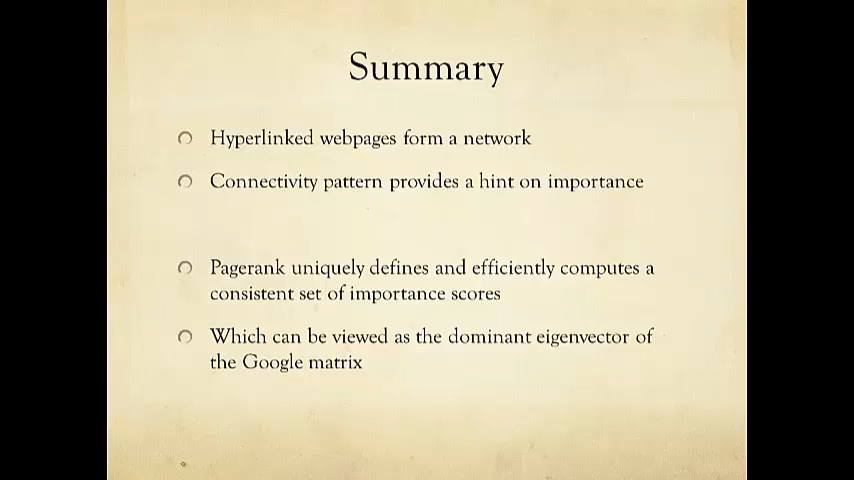 Summary
Hyperlinked webpages form a network
Connectivity pattern provides a hint on importance
Pagerank uniquely defines and efficiently computes a
consistent set of importance scores
Which can be viewed as the dominant eigenvector of
the Google matrix